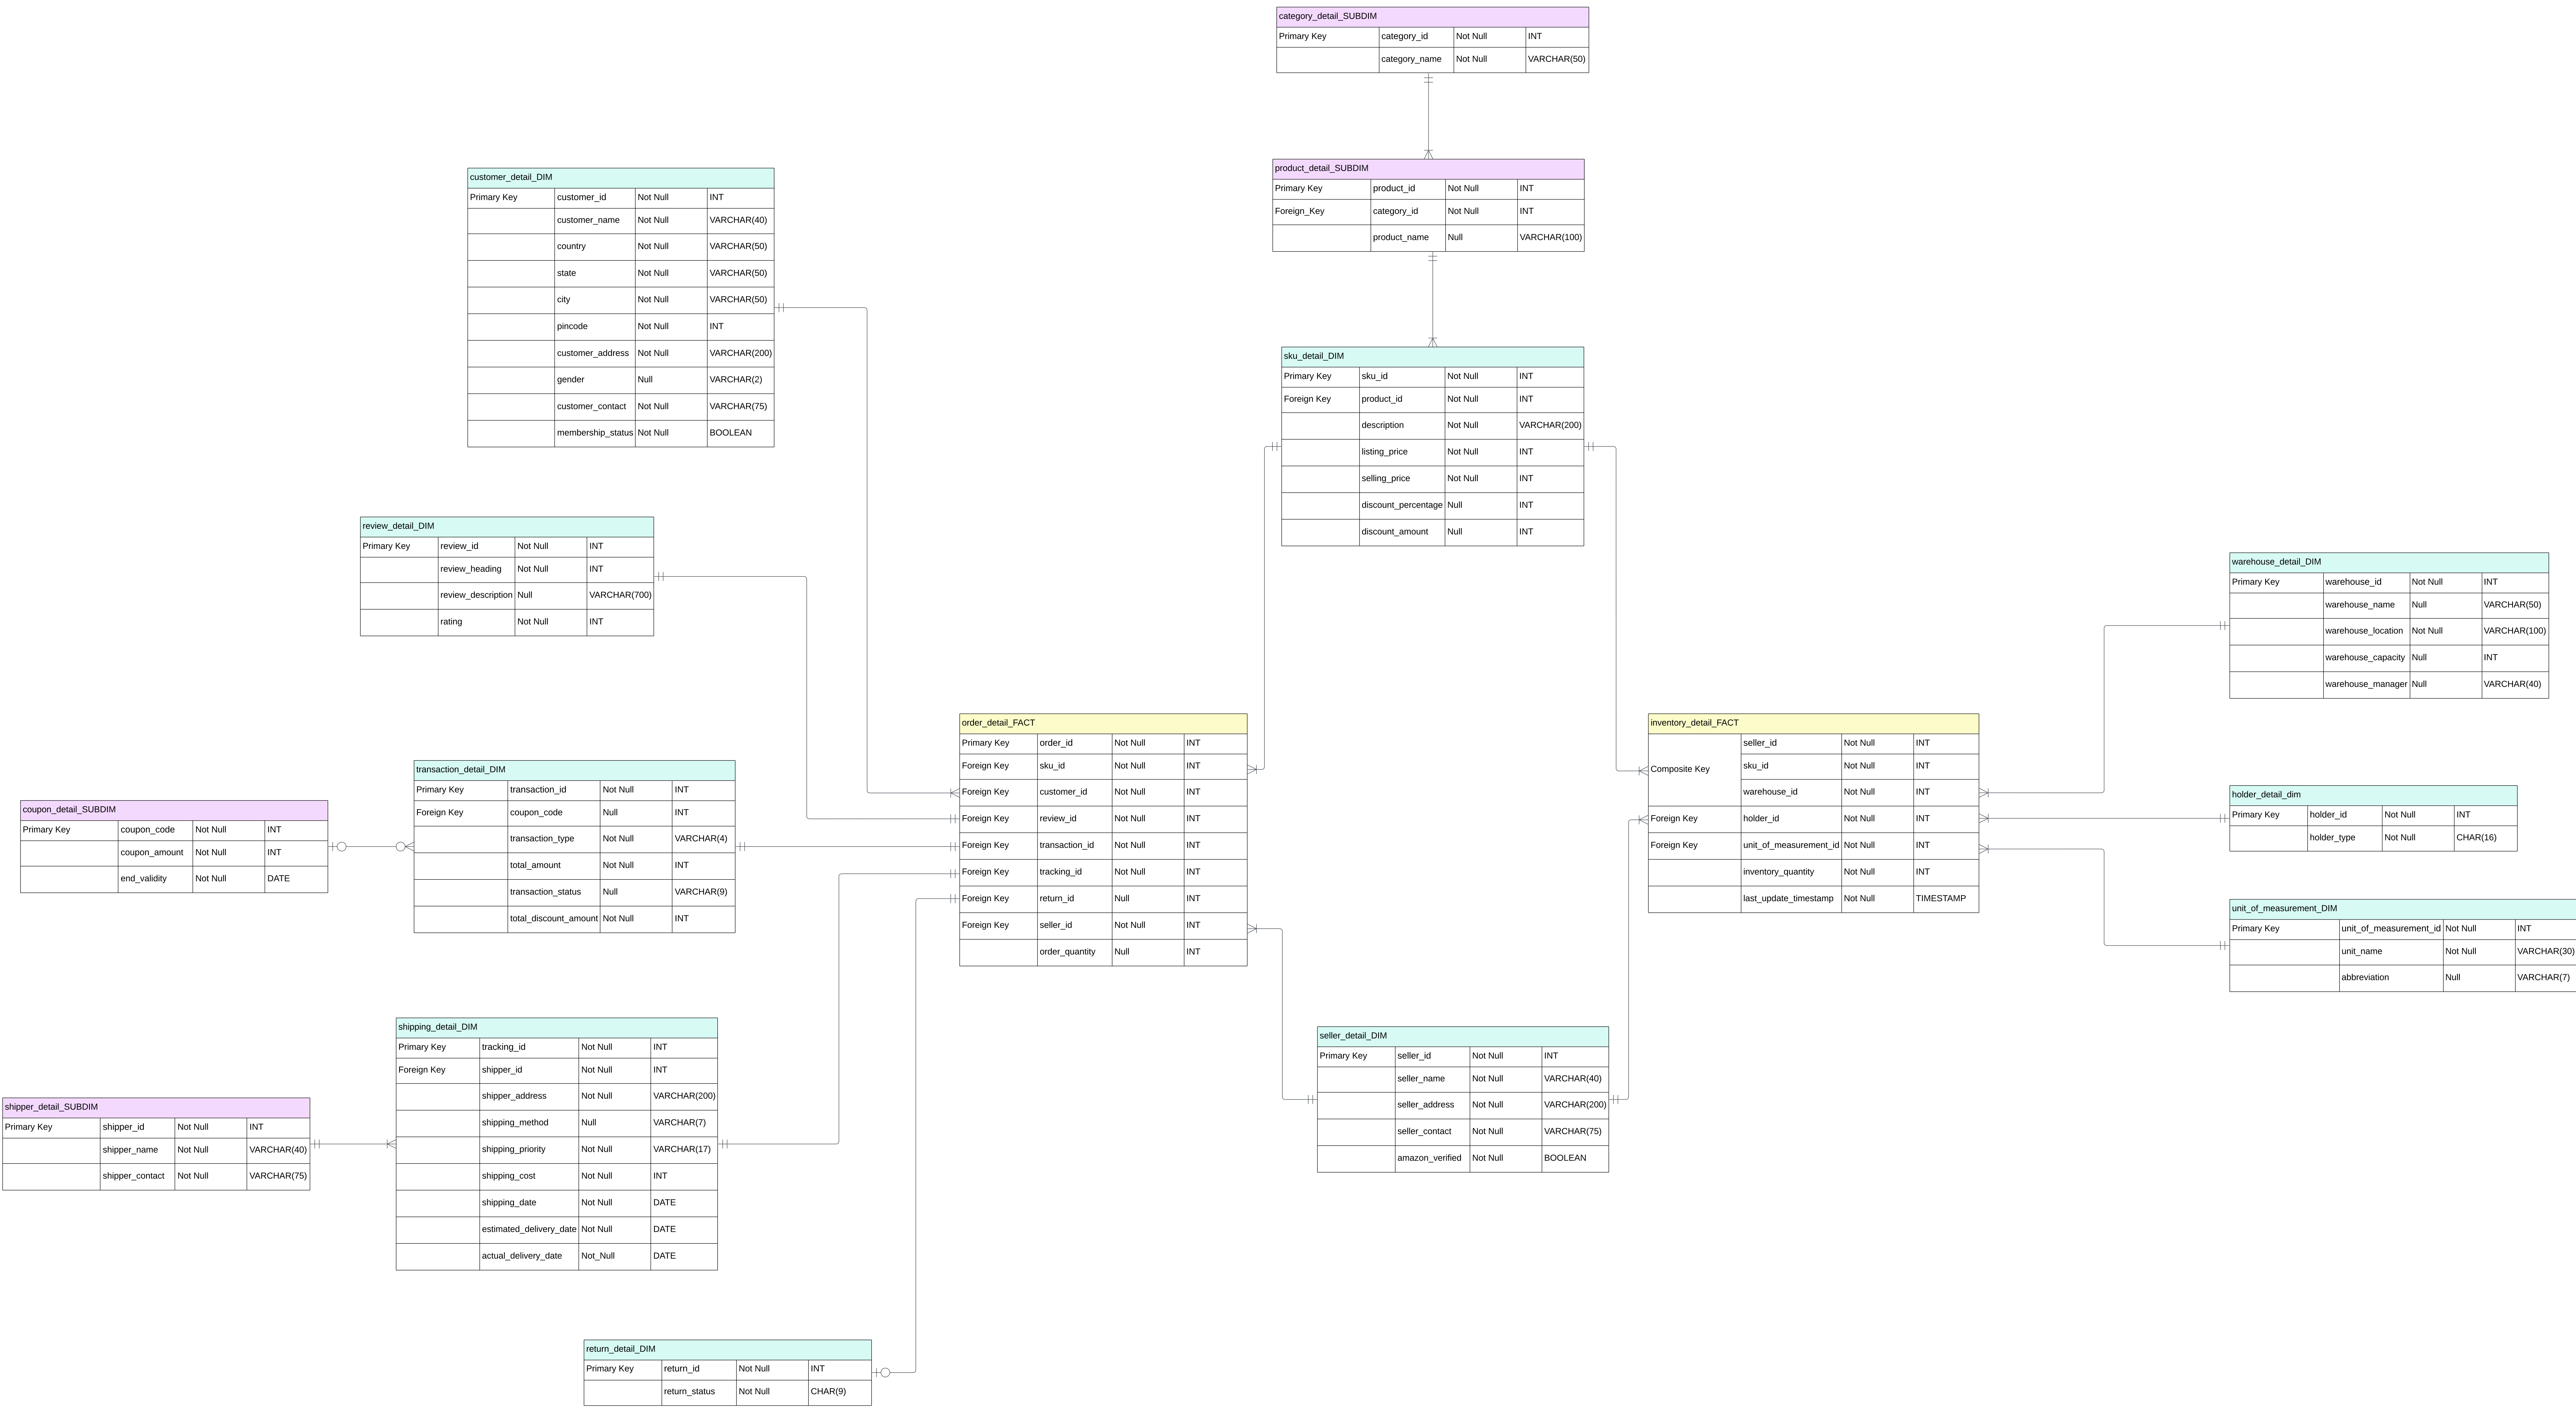 category_detail_SUBDIM
Primary Key category_id Not Null INT
category_name Not Null VARCHAR(50)
product_detail_SUBDIM
Primary Key product_id Not Null INT
Foreign_Key category_id Not Null INT
product_name Null VARCHAR(100)
customer_detail_DIM
Primary Key customer_id Not Null INT
customer_name Not Null VARCHAR(40)
country Not Null VARCHAR(50)
state Not Null VARCHAR(50)
city Not Null VARCHAR(50)
pincode Not Null INT
customer_address Not Null VARCHAR(200)
gender Null VARCHAR(2)
customer_contact Not Null VARCHAR(75)
membership_status Not Null BOOLEAN
sku_detail_DIM
Primary Key sku_id Not Null INT
Foreign Key product_id Not Null INT
description Not Null VARCHAR(200)
listing_price Not Null INT
selling_price Not Null INT
discount_percentage Null INT
discount_amount Null INT
review_detail_DIM
Primary Key review_id Not Null INT
review_heading Not Null INT
review_description Null VARCHAR(700)
rating Not Null INT
warehouse_detail_DIM
Primary Key warehouse_id Not Null INT
warehouse_name Null VARCHAR(50)
warehouse_location Not Null VARCHAR(100)
warehouse_capacity Null INT
warehouse_manager Null VARCHAR(40)
order_detail_FACT
Primary Key order_id Not Null INT
Foreign Key sku_id Not Null INT
Foreign Key customer_id Not Null INT
Foreign Key review_id Not Null INT
Foreign Key transaction_id Not Null INT
Foreign Key tracking_id Not Null INT
Foreign Key return_id Null INT
Foreign Key seller_id Not Null INT
order_quantity Null INT
inventory_detail_FACT
seller_id Not Null INT
Composite Key sku_id Not Null INT
warehouse_id Not Null INT
Foreign Key holder_id Not Null INT
Foreign Key unit_of_measurement_id Not Null INT
inventory_quantity Not Null INT
last_update_timestamp Not Null TIMESTAMP
transaction_detail_DIM
Primary Key transaction_id Not Null INT
Foreign Key coupon_code Null INT
transaction_type Not Null VARCHAR(4)
total_amount Not Null INT
transaction_status Null VARCHAR(9)
total_discount_amount Not Null INT
coupon_detail_SUBDIM
Primary Key coupon_code Not Null INT
coupon_amount Not Null INT
end_validity Not Null DATE
holder_detail_dim
Primary Key holder_id Not Null INT
holder_type Not Null CHAR(16)
unit_of_measurement_DIM
Primary Key unit_of_measurement_id Not Null INT
unit_name Not Null VARCHAR(30)
abbreviation Null VARCHAR(7)
shipping_detail_DIM
Primary Key tracking_id Not Null INT
Foreign Key shipper_id Not Null INT
shipper_address Not Null VARCHAR(200)
shipping_method Null VARCHAR(7)
shipping_priority Not Null VARCHAR(17)
shipping_cost Not Null INT
shipping_date Not Null DATE
estimated_delivery_date Not Null DATE
actual_delivery_date Not_Null DATE
seller_detail_DIM
Primary Key seller_id Not Null INT
seller_name Not Null VARCHAR(40)
seller_address Not Null VARCHAR(200)
seller_contact Not Null VARCHAR(75)
amazon_verified Not Null BOOLEAN
shipper_detail_SUBDIM
Primary Key shipper_id Not Null INT
shipper_name Not Null VARCHAR(40)
shipper_contact Not Null VARCHAR(75)
return_detail_DIM
Primary Key return_id Not Null INT
return_status Not Null CHAR(9)